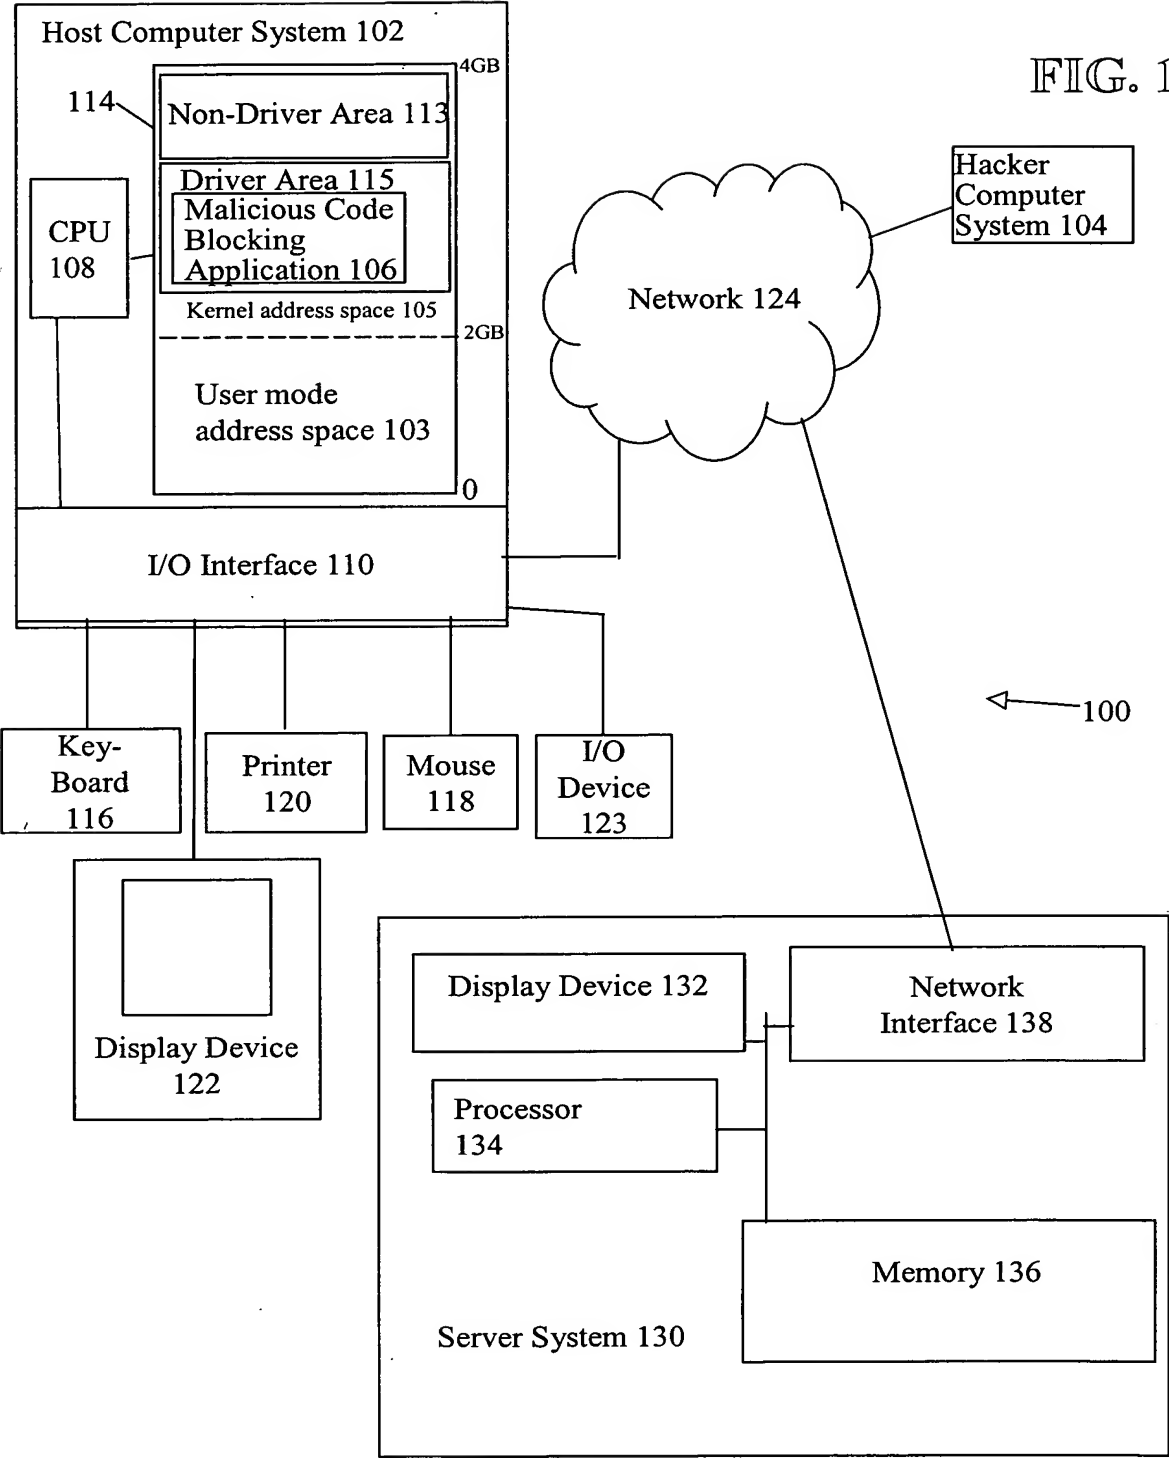 Host Computer System 102
4GB
FIG. 1
114
Non-Driver Area 113
Driver Area 115
Malicious Code
Blocking
Application 106
CPU
108
Kernel address space 105
2GB
User mode
address space 103
0
I/O Interface 110
Hacker
Computer
System 104
Network 124
100
Key-
Board
116
Printer
120
Mouse
118
I/O
Device
123
Display Device
122
Display Device 132
Network
Interface 138
Processor
134
Memory 136
Server System 130